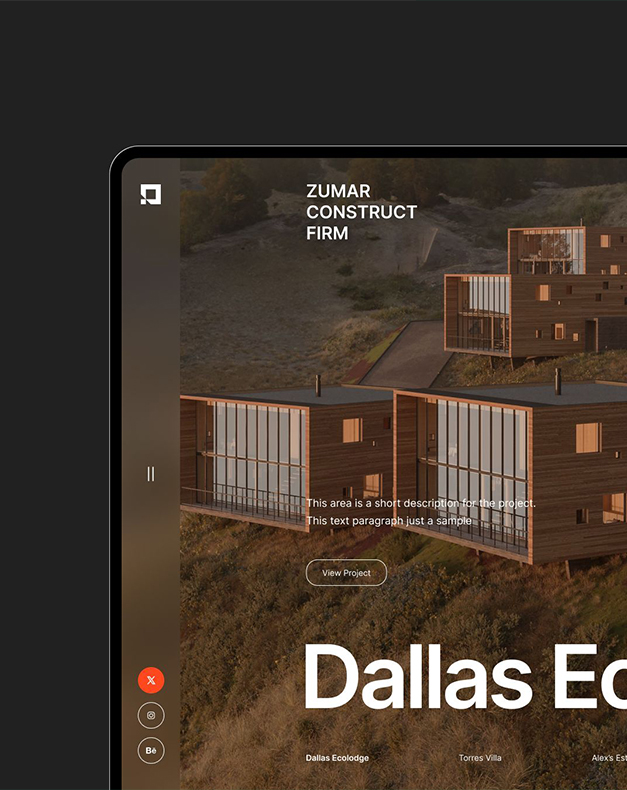 ZUMAR
CONSTRUCT
FIRM
This area is a short description for the project.
This text paragraph just a sample
View Project
Dallas Ec
Bē
Dallas Ecolodge
Torres Villa
Alex's Est